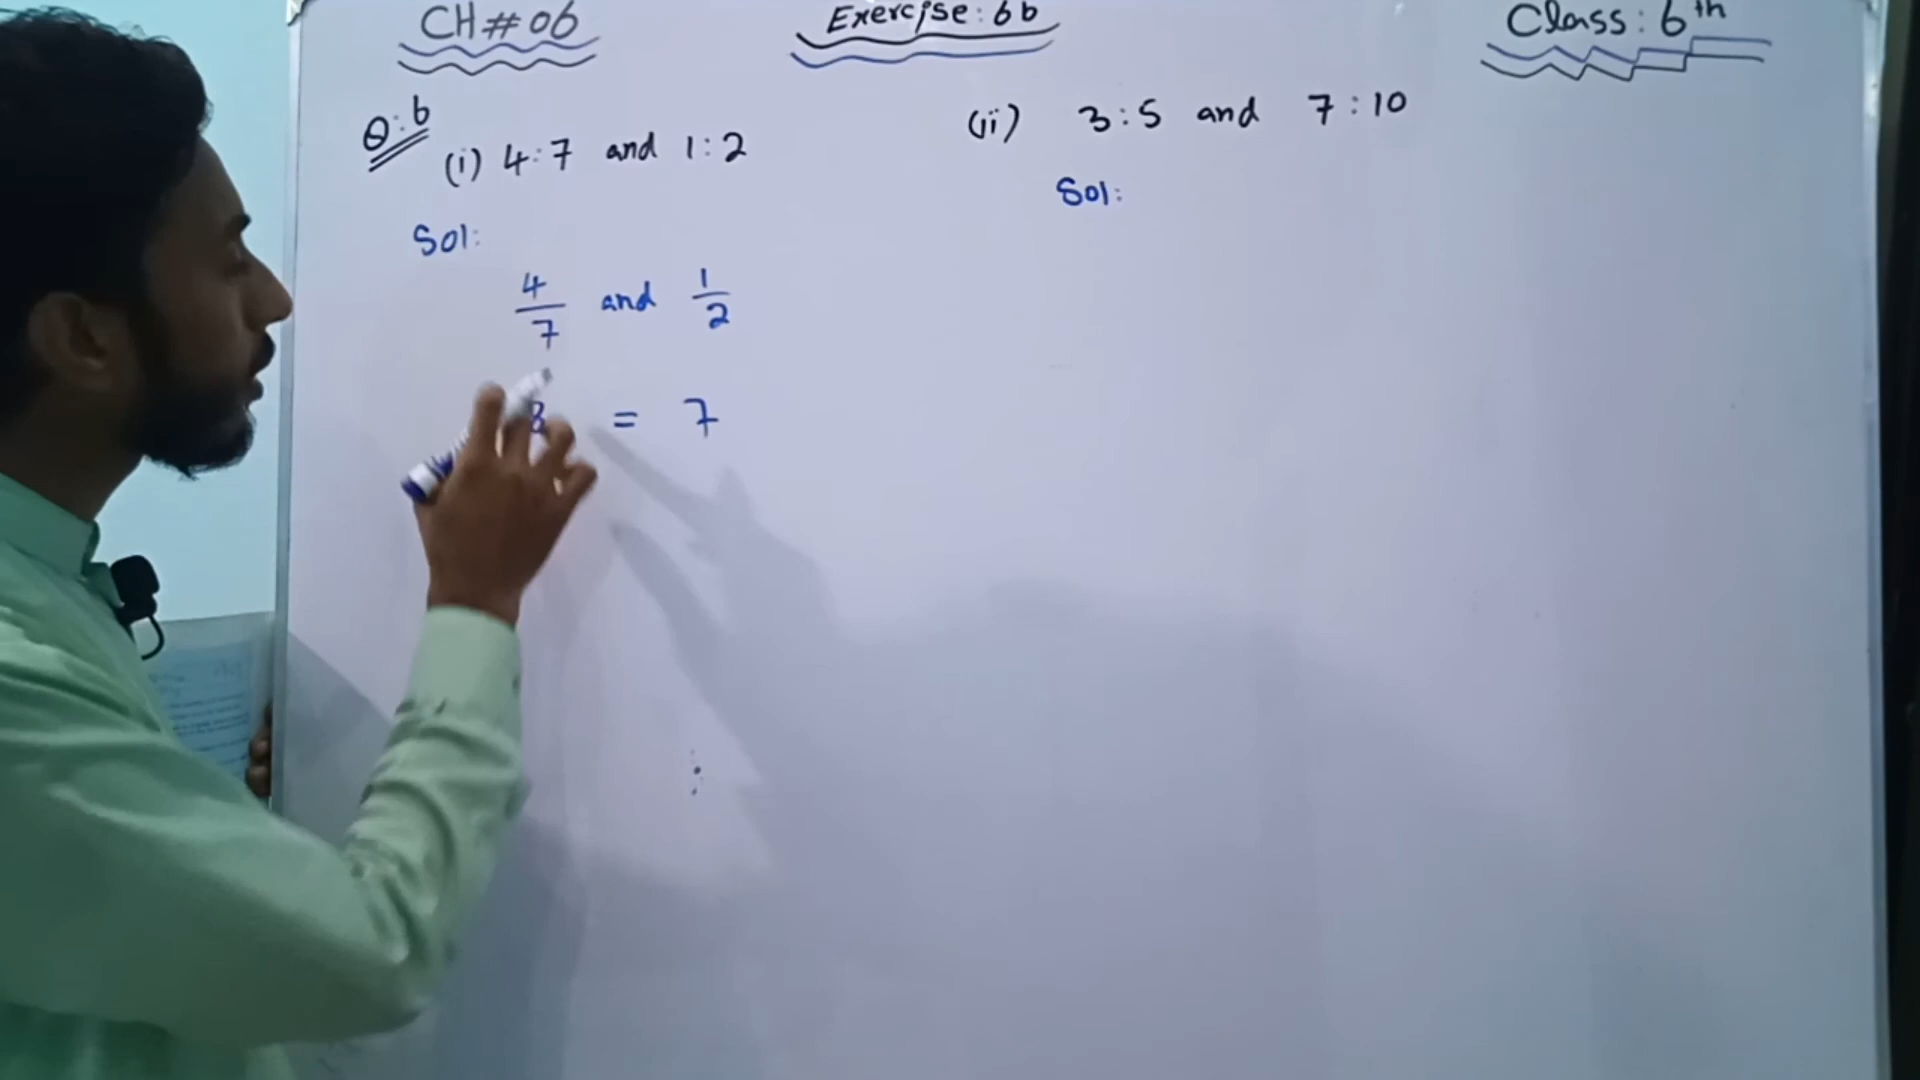 CH # 06
Exercise: 6b
Class: 6th
Q:6
(i) 4:7 and 1:2
Sol:
4/7 and 1/2
8 = 7
(ii) 3:5 and 7:10
Sol: